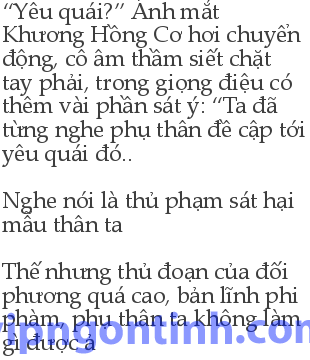 “Yêu quái?” Ánh mắt
Khương Hồng Cơ hơi chuyển
động, cô âm thầm siết chặt
tay phải, trong giọng điệu có
thêm vài phần sát ý: “Ta đã
từng nghe phụ thân đề cập tới
yêu quái đó..
Nghe nói là thủ phạm sát hại
mẫu thân ta
Thế nhưng thủ đoạn của đối
phương quá cao, bản lĩnh phi
phàm, phụ thân ta không làm
gì được ả
vipngontinh.com